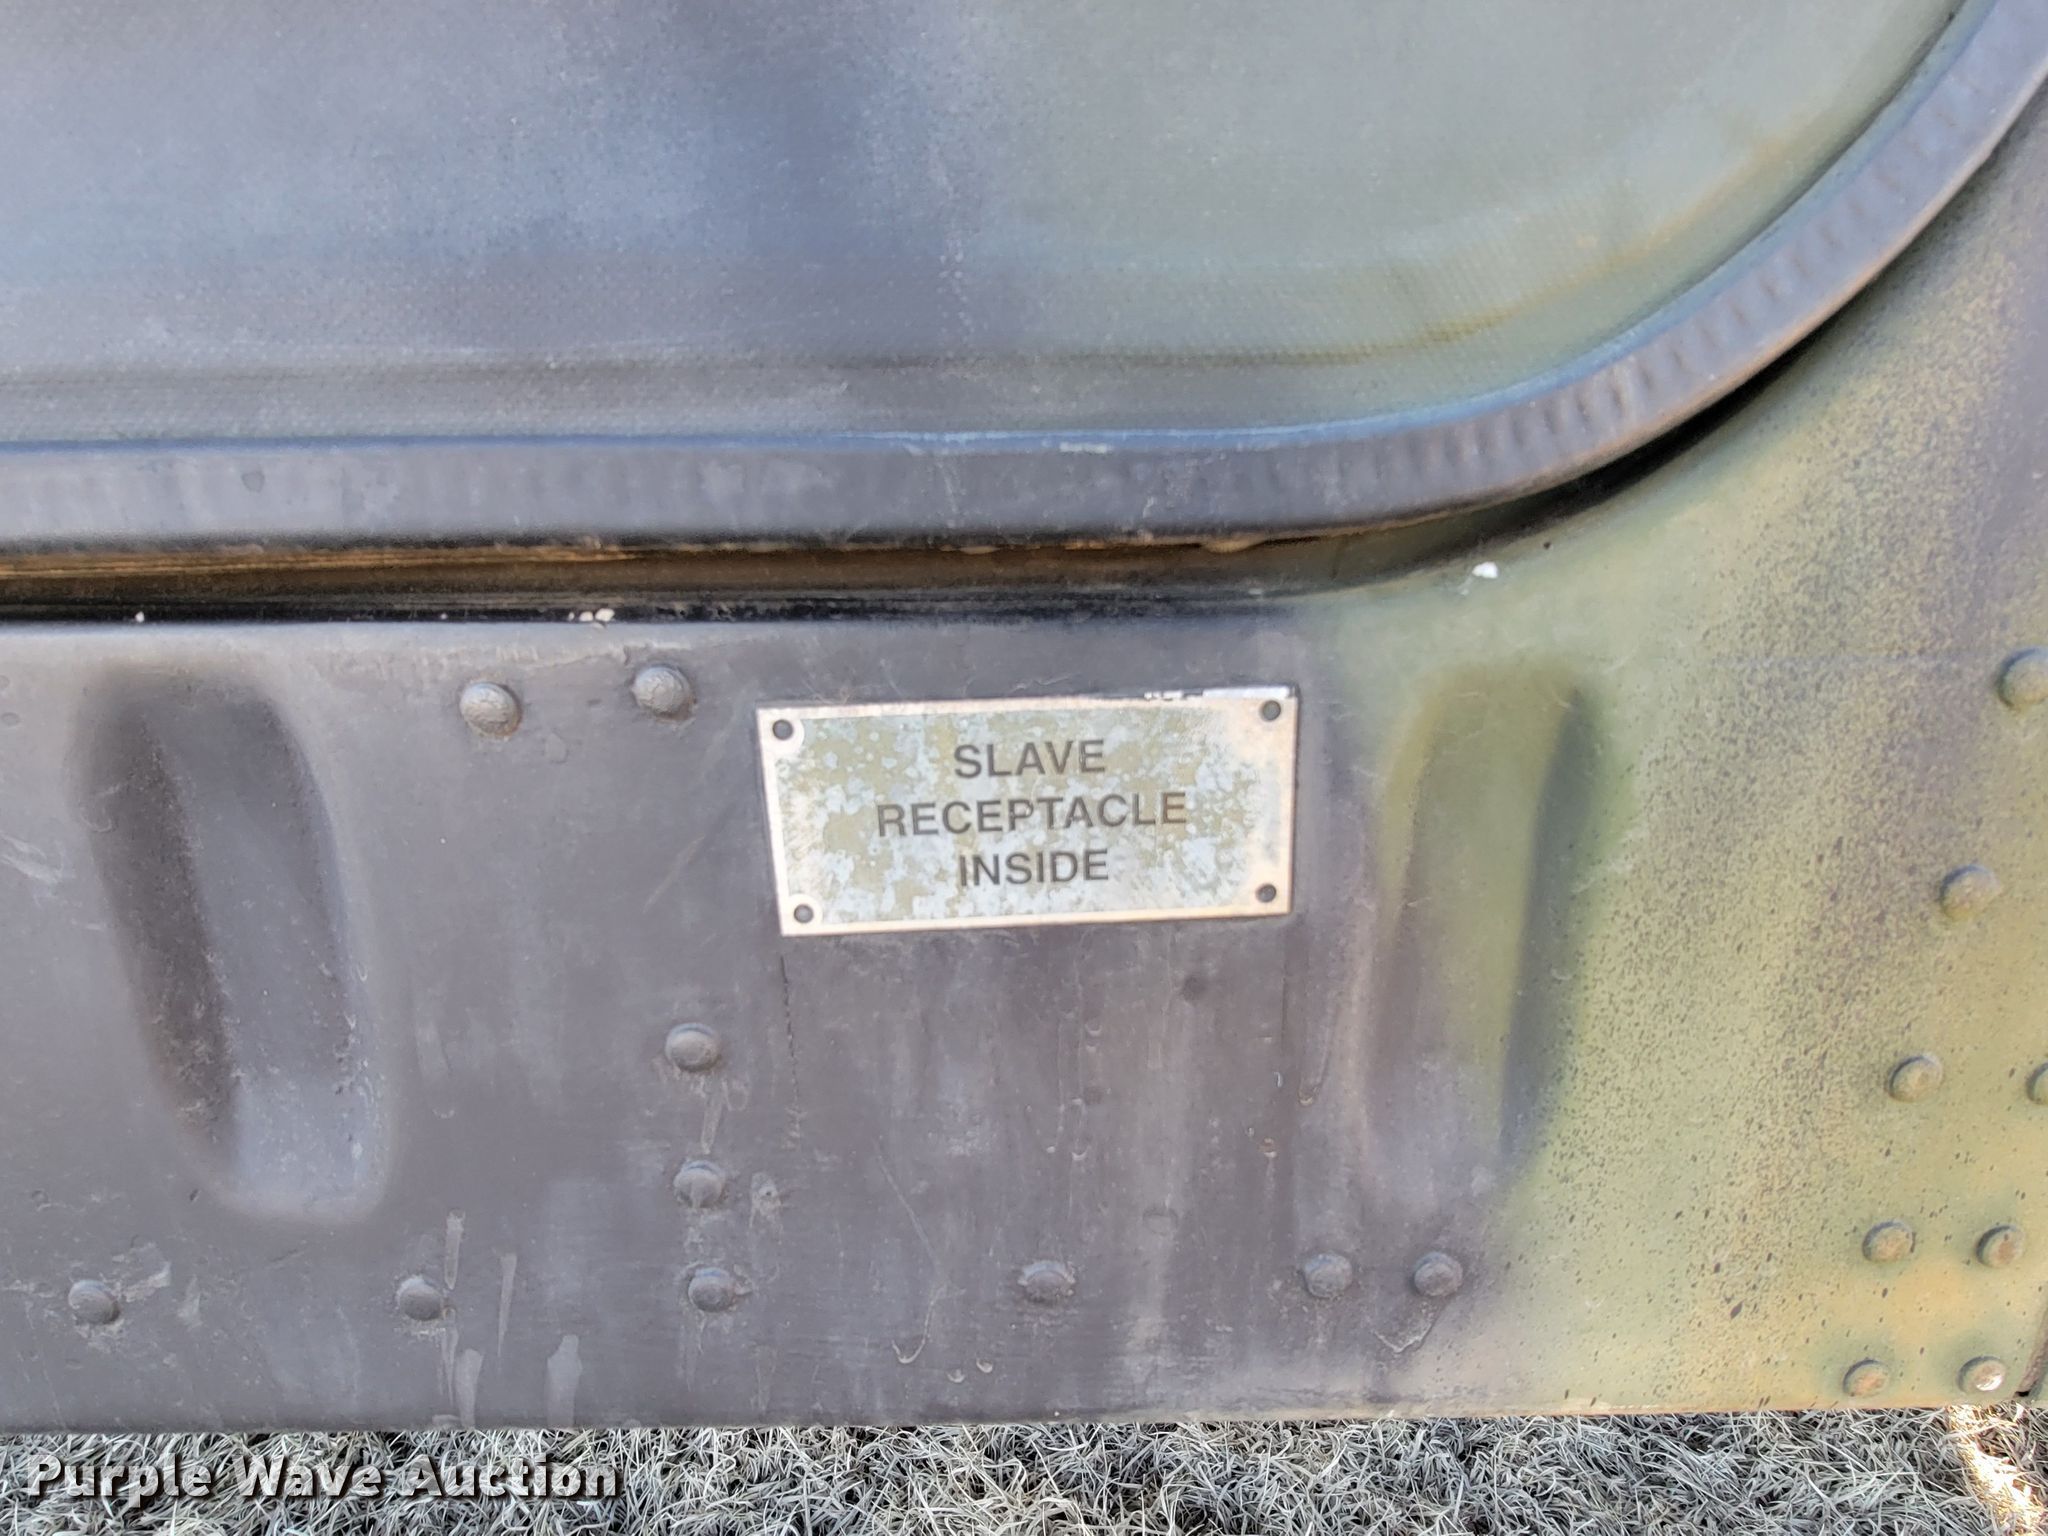 SLAVE
RECEPTACLE
INSIDE
Purple Wave Auction